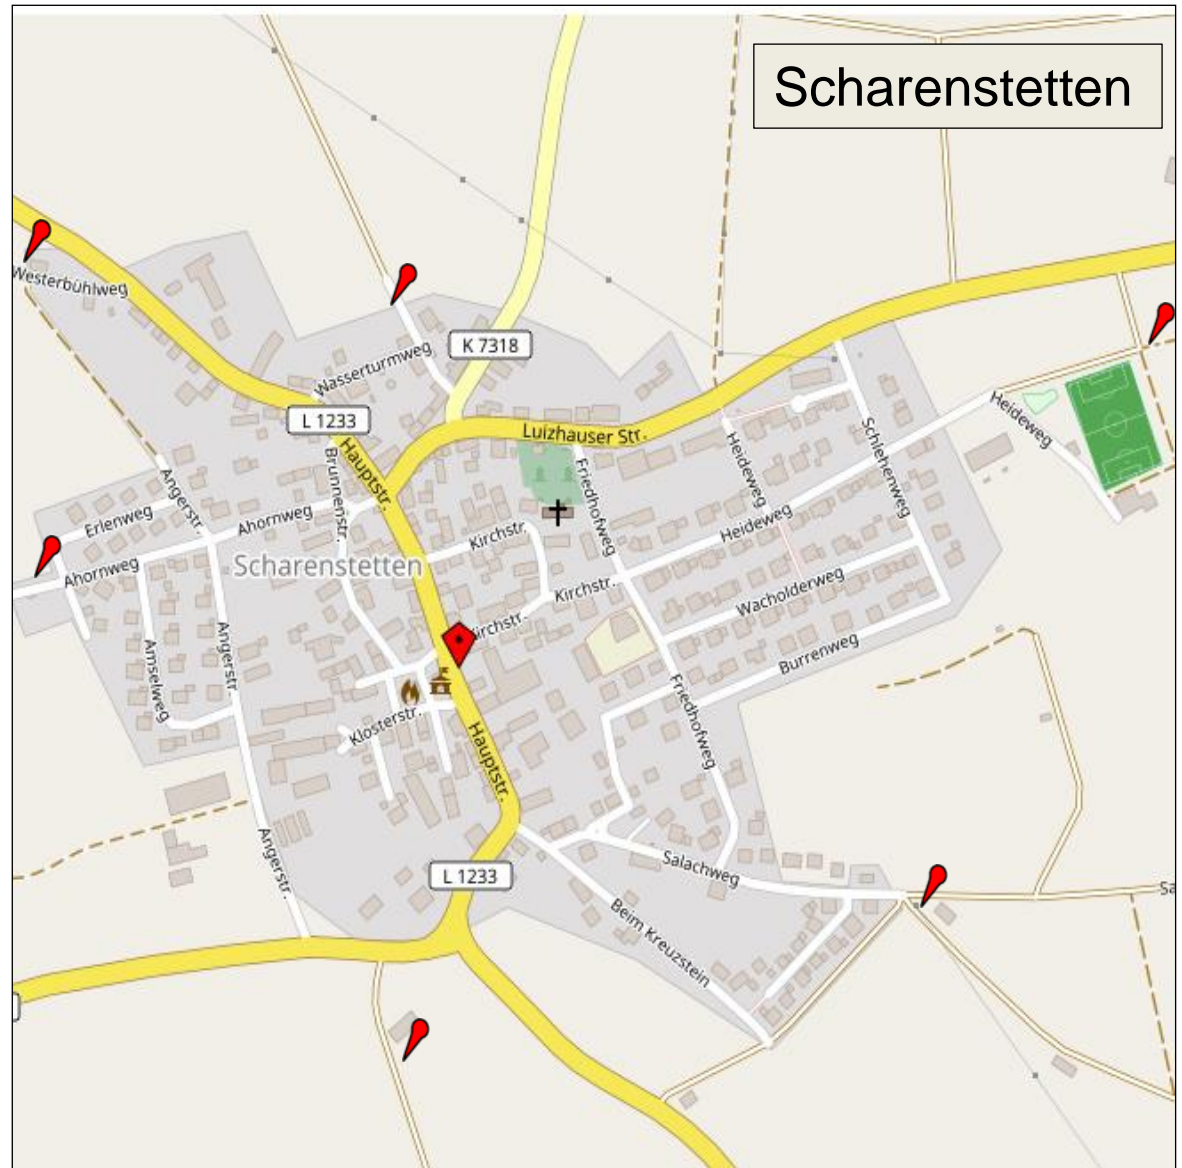 Scharenstetten
Westerbühlweg
Wasserturmweg
K 7318
L 1233
Luizhauser Str.
Heideweg
Hauptstr.
Brunnenstr.
Heideweg
Schlehenweg
Angerstr.
Erlenweg
Ahornweg
Kirchstr.
Friedhofweg
Heideweg
Scharenstetten
Ahornweg
Kirchstr.
Wacholderweg
Kirchstr.
Amselweg
Angerstr.
Burrenweg
Friedhofweg
Klosterstr.
Hauptstr.
Angerstr.
L 1233
Salachweg
Sa
Beim Kreuzstein